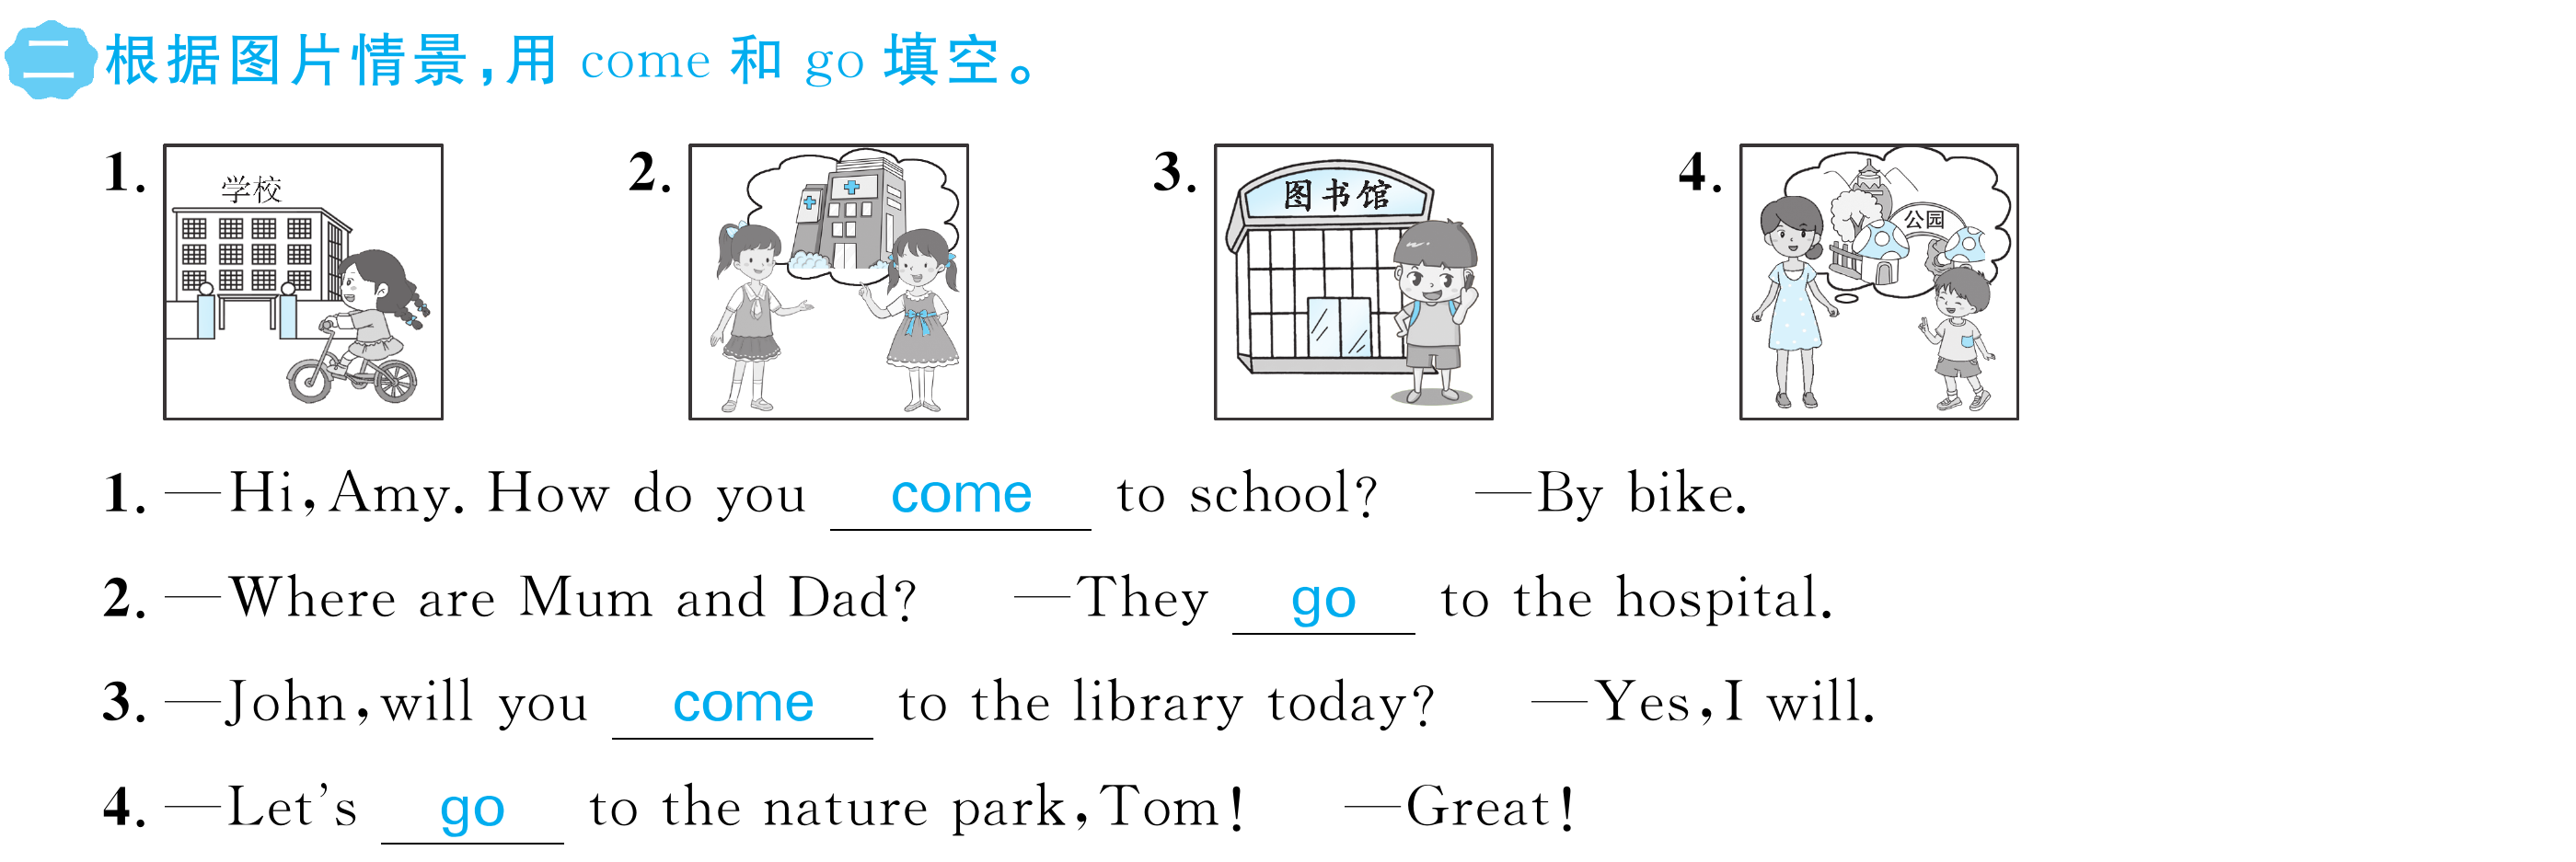 二 根据图片情景,用 come 和 go 填空。
1. 2. 3. 4.
学校
图书馆
公园
1. —Hi, Amy. How do you come to school? —By bike.
2. —Where are Mum and Dad? —They go to the hospital.
3. —John, will you come to the library today? —Yes, I will.
4. —Let's go to the nature park, Tom! —Great!